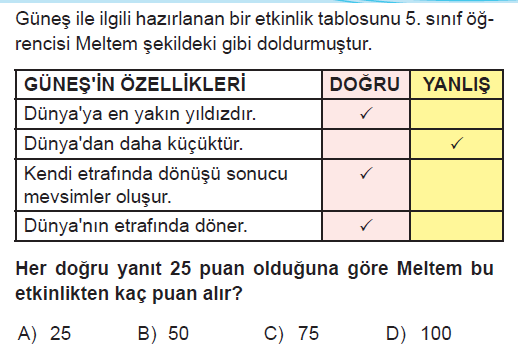 Güneş ile ilgili hazırlanan bir etkinlik tablosunu 5. sınıf öğ-
rencisi Meltem şekildeki gibi doldurmuştur.
GÜNEŞ'İN ÖZELLİKLERİ DOĞRU YANLIŞ
Dünya'ya en yakın yıldızdır. ✓
Dünya'dan daha küçüktür. ✓
Kendi etrafında dönüşü sonucu ✓
mevsimler oluşur.
Dünya'nın etrafında döner. ✓
Her doğru yanıt 25 puan olduğuna göre Meltem bu
etkinlikten kaç puan alır?
A) 25 B) 50 C) 75 D) 100